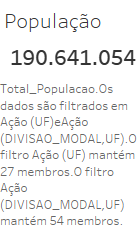 População
190.641.054
Total_Populacao.Os
dados são filtrados em
Ação (UF)eAção
(DIVISAO_MODAL,UF).O
filtro Ação (UF) mantém
27 membros.O filtro
Ação
(DIVISAO_MODAL,UF)
mantém 54 membros.